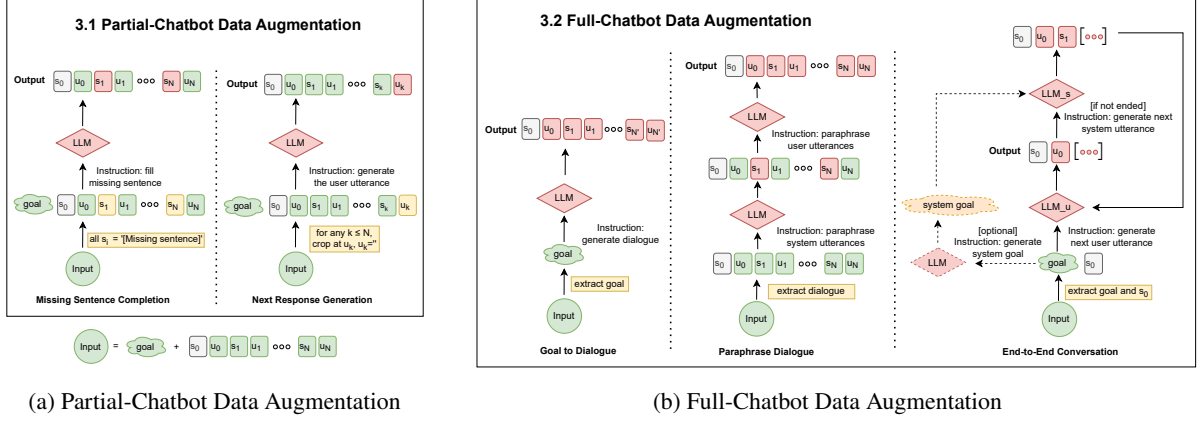 3.1 Partial-Chatbot Data Augmentation
Output s0 u0 s1 u1 ooo sN uN
LLM
Instruction: fill
missing sentence
goal s0 u0 s1 u1 ooo sN uN
all si = '[Missing sentence]'
Input
Missing Sentence Completion
Output s0 u0 s1 u1 ooo sk uk
LLM
Instruction: generate
the user utterance
goal s0 u0 s1 u1 ooo sk uk
for any k ≤ N,
crop at uk, uk=''
Input
Next Response Generation
Input = goal + s0 u0 s1 u1 ooo sN uN
(a) Partial-Chatbot Data Augmentation
3.2 Full-Chatbot Data Augmentation
Output s0 u0 s1 u1 ooo sN' uN'
LLM
Instruction:
generate dialogue
goal
extract goal
Input
Goal to Dialogue
Output s0 u0 s1 u1 ooo sN uN
LLM
Instruction: paraphrase
user utterances
s0 u0 s1 u1 ooo sN uN
LLM
Instruction: paraphrase
system utterances
s0 u0 s1 u1 ooo sN uN
extract dialogue
Input
Paraphrase Dialogue
s0 u0 s1 [ooo]
LLM_s
[if not ended]
Instruction: generate next
system utterance
Output s0 u0 [ooo]
system goal
LLM_u
[optional]
Instruction: generate
system goal
Instruction: generate
next user utterance
LLM
goal s0
extract goal and s0
Input
End-to-End Conversation
(b) Full-Chatbot Data Augmentation